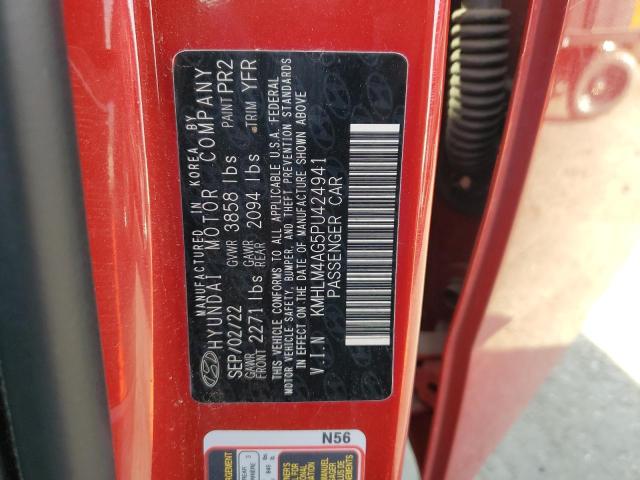 MANUFACTURED IN KOREA BY
HYUNDAI MOTOR COMPANY
SEP/02/22 GVWR 3858 lbs PAINT PR2
GAWR FRONT 2271 lbs GAWR REAR 2094 lbs TRIM YFR
THIS VEHICLE CONFORMS TO ALL APPLICABLE U.S.A. FEDERAL
MOTOR VEHICLE SAFETY, BUMPER, AND THEFT PREVENTION STANDARDS
IN EFFECT ON THE DATE OF MANUFACTURE SHOWN ABOVE
V.I.N KMHLM4AG5PU424941
PASSENGER CAR
N56